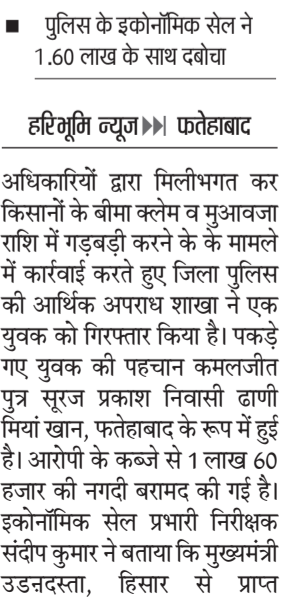 ■ पुलिस के इकोनॉमिक सेल ने
1.60 लाख के साथ दबोचा
हरिभूमि न्यूज▶▶| फतेहाबाद
अधिकारियों द्वारा मिलीभगत कर
किसानों के बीमा क्लेम व मुआवजा
राशि में गड़बड़ी करने के के मामले
में कार्रवाई करते हुए जिला पुलिस
की आर्थिक अपराध शाखा ने एक
युवक को गिरफ्तार किया है। पकड़े
गए युवक की पहचान कमलजीत
पुत्र सूरज प्रकाश निवासी ढाणी
मियां खान, फतेहाबाद के रूप में हुई
है। आरोपी के कब्जे से 1 लाख 60
हजार की नगदी बरामद की गई है।
इकोनॉमिक सेल प्रभारी निरीक्षक
संदीप कुमार ने बताया कि मुख्यमंत्री
उडऩदस्ता, हिसार से प्राप्त